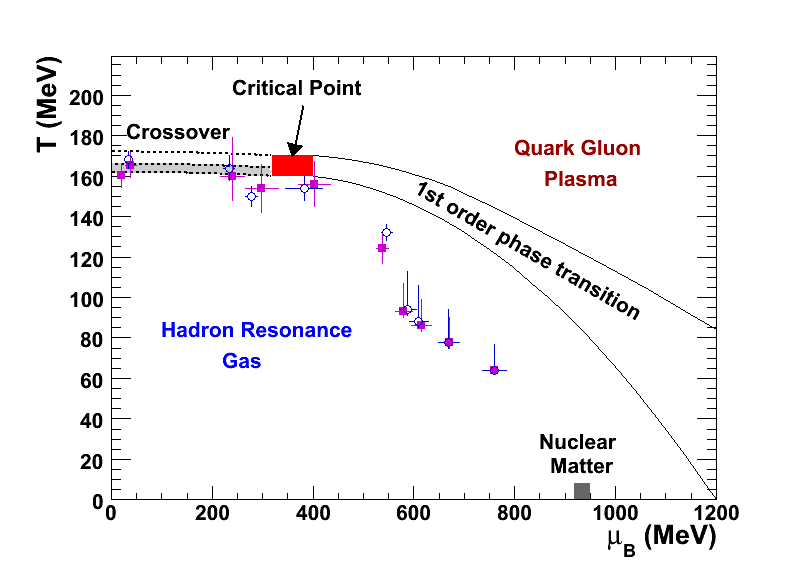 Critical Point
Crossover
Quark Gluon
Plasma
1st order phase transition
Hadron Resonance
Gas
Nuclear
Matter
T (MeV)
200
180
160
140
120
100
80
60
40
20
0
0 200 400 600 800 1000 1200
μB (MeV)